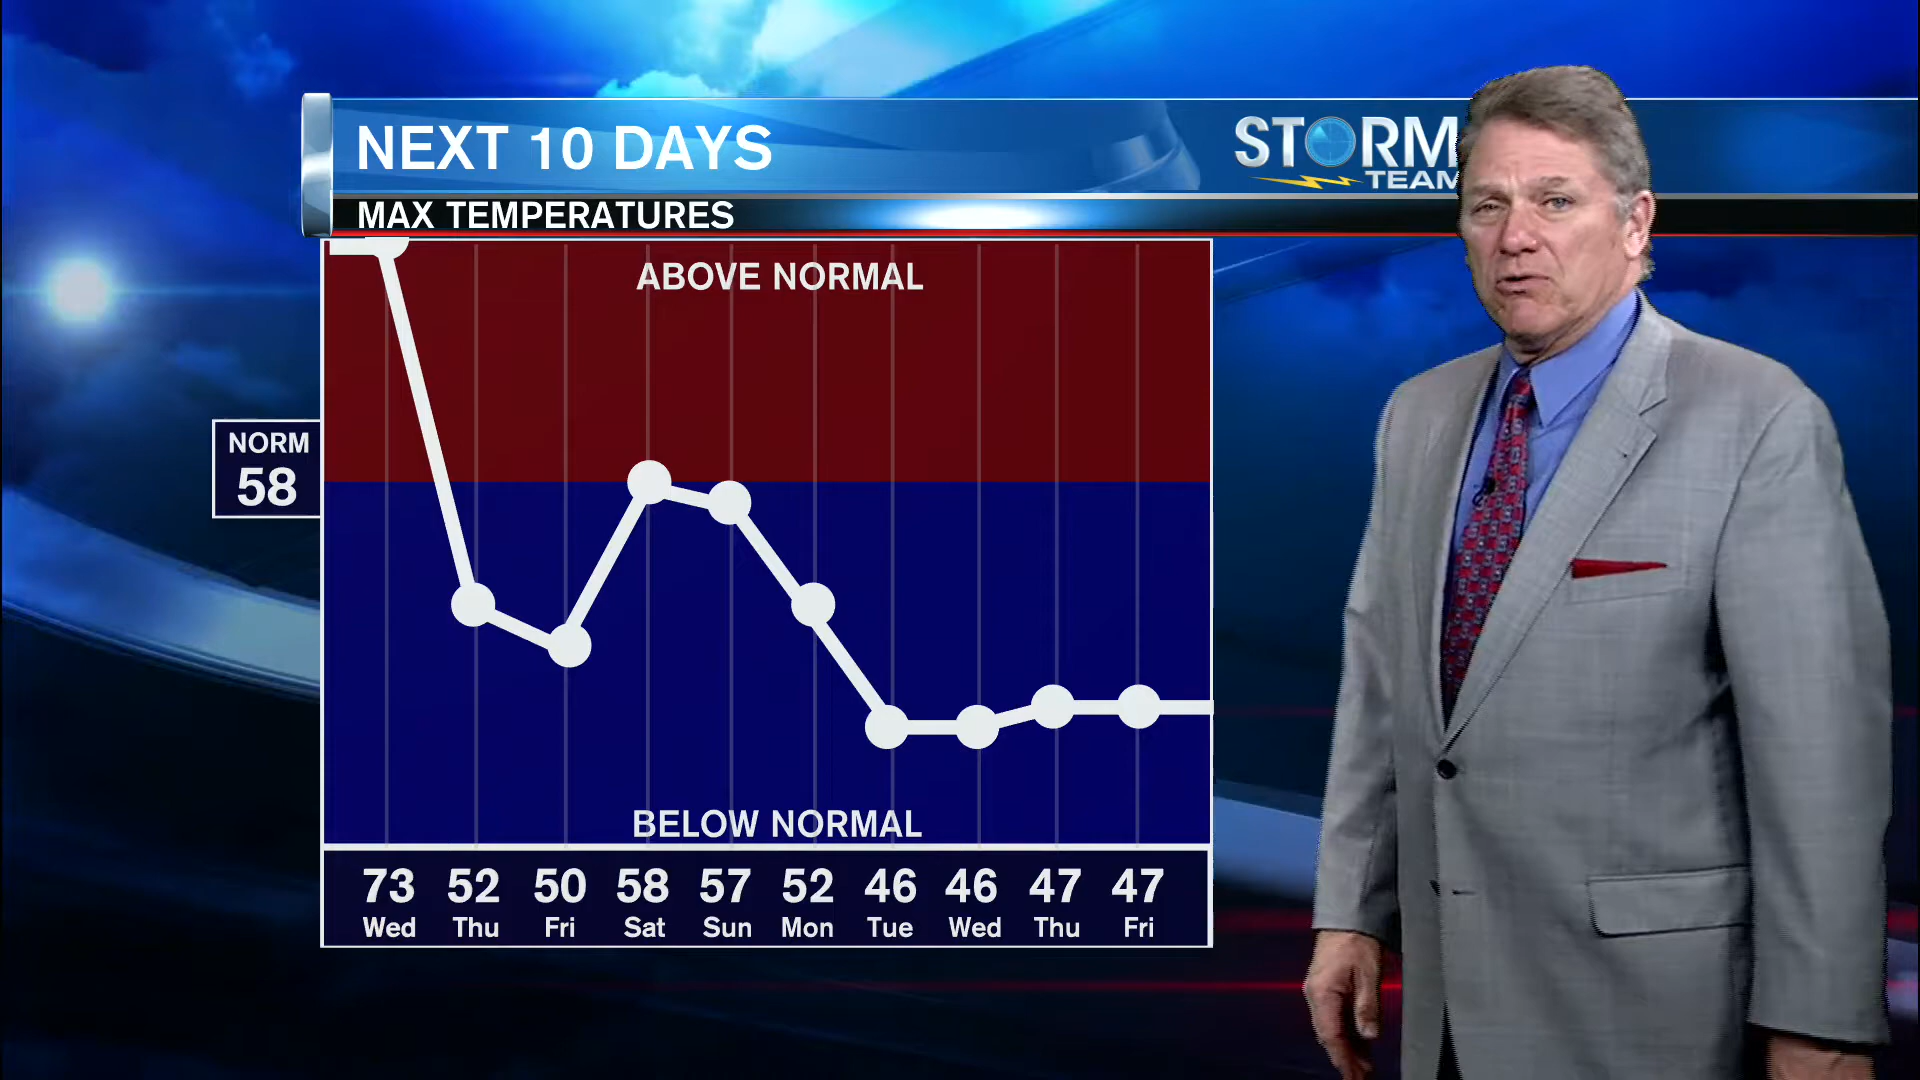 NEXT 10 DAYS
STORM
TEAM
MAX TEMPERATURES
ABOVE NORMAL
NORM
58
BELOW NORMAL
73 52 50 58 57 52 46 46 47 47
Wed Thu Fri Sat Sun Mon Tue Wed Thu Fri